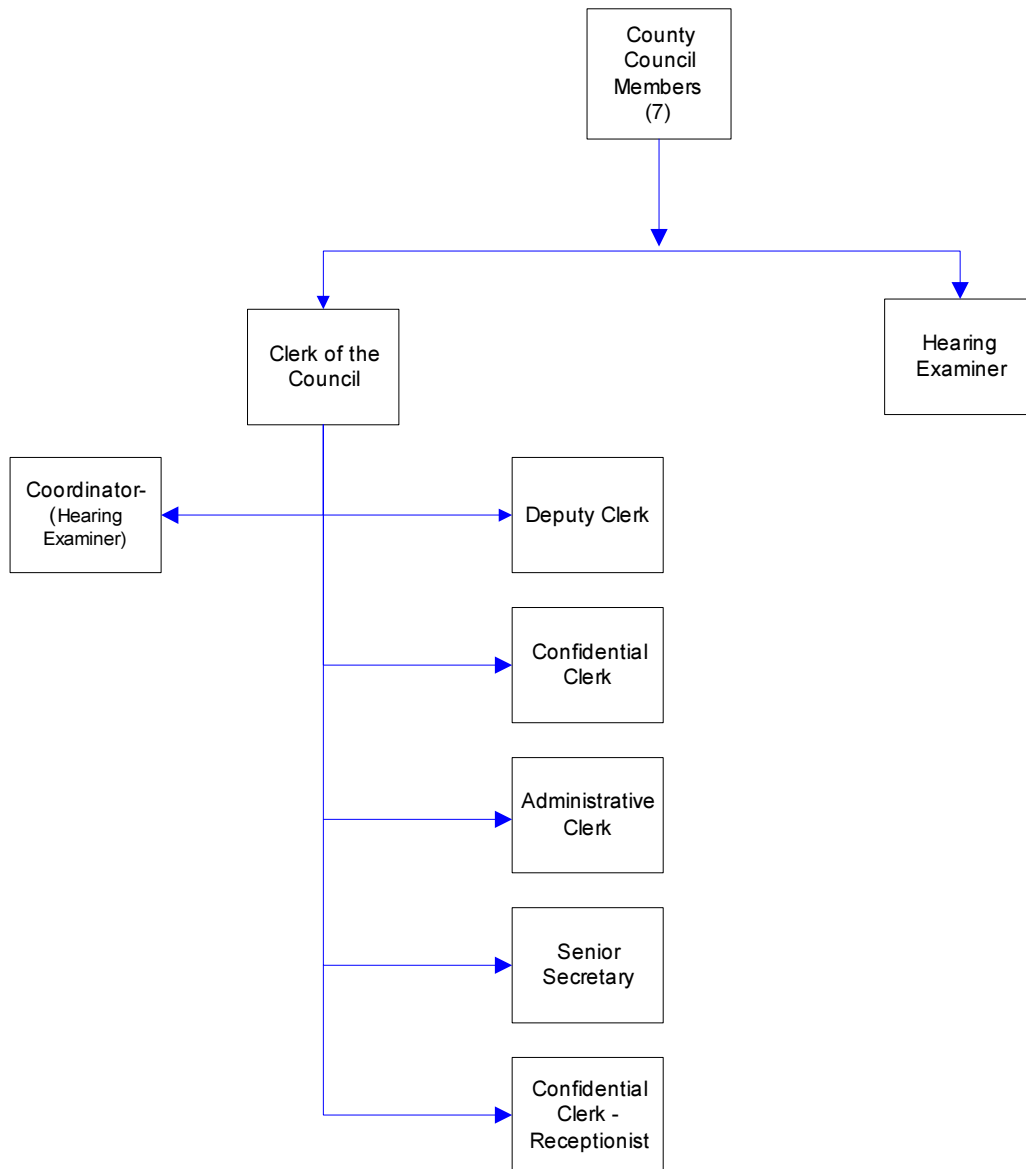 County
Council
Members
(7)
Clerk of the
Council
Hearing
Examiner
Coordinator-
(Hearing
Examiner)
Deputy Clerk
Confidential
Clerk
Administrative
Clerk
Senior
Secretary
Confidential
Clerk -
Receptionist